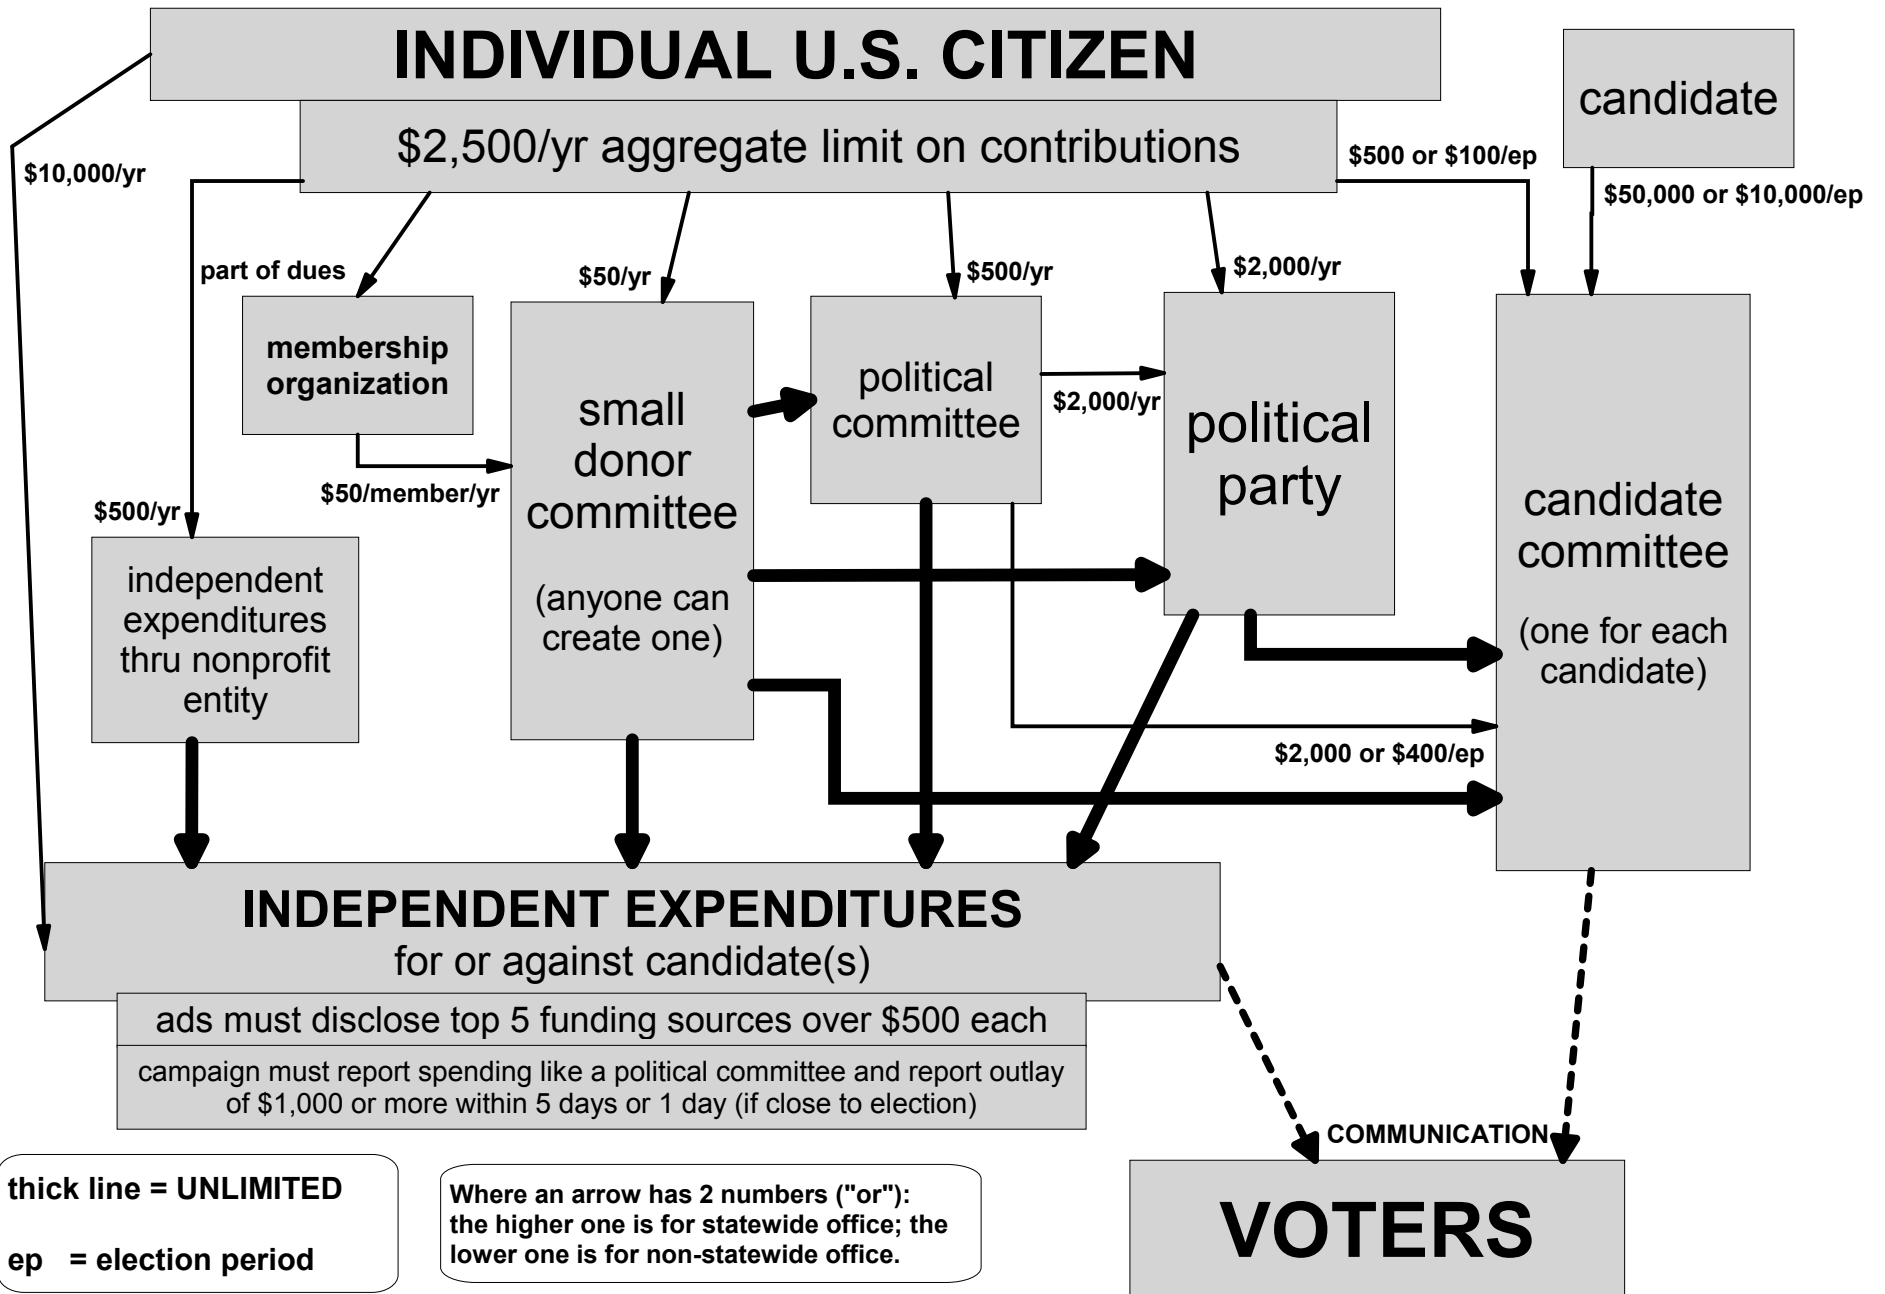 INDIVIDUAL U.S. CITIZEN
$2,500/yr aggregate limit on contributions
candidate
$10,000/yr
$500 or $100/ep
$50,000 or $10,000/ep
part of dues
$50/yr
$500/yr
$2,000/yr
membership
organization
$50/member/yr
$500/yr
independent
expenditures
thru nonprofit
entity
small
donor
committee
(anyone can
create one)
political
committee
$2,000/yr
political
party
candidate
committee
(one for each
candidate)
$2,000 or $400/ep
INDEPENDENT EXPENDITURES
for or against candidate(s)
ads must disclose top 5 funding sources over $500 each
campaign must report spending like a political committee and report outlay
of $1,000 or more within 5 days or 1 day (if close to election)
COMMUNICATION
VOTERS
thick line = UNLIMITED
ep = election period
Where an arrow has 2 numbers ("or"):
the higher one is for statewide office; the
lower one is for non-statewide office.